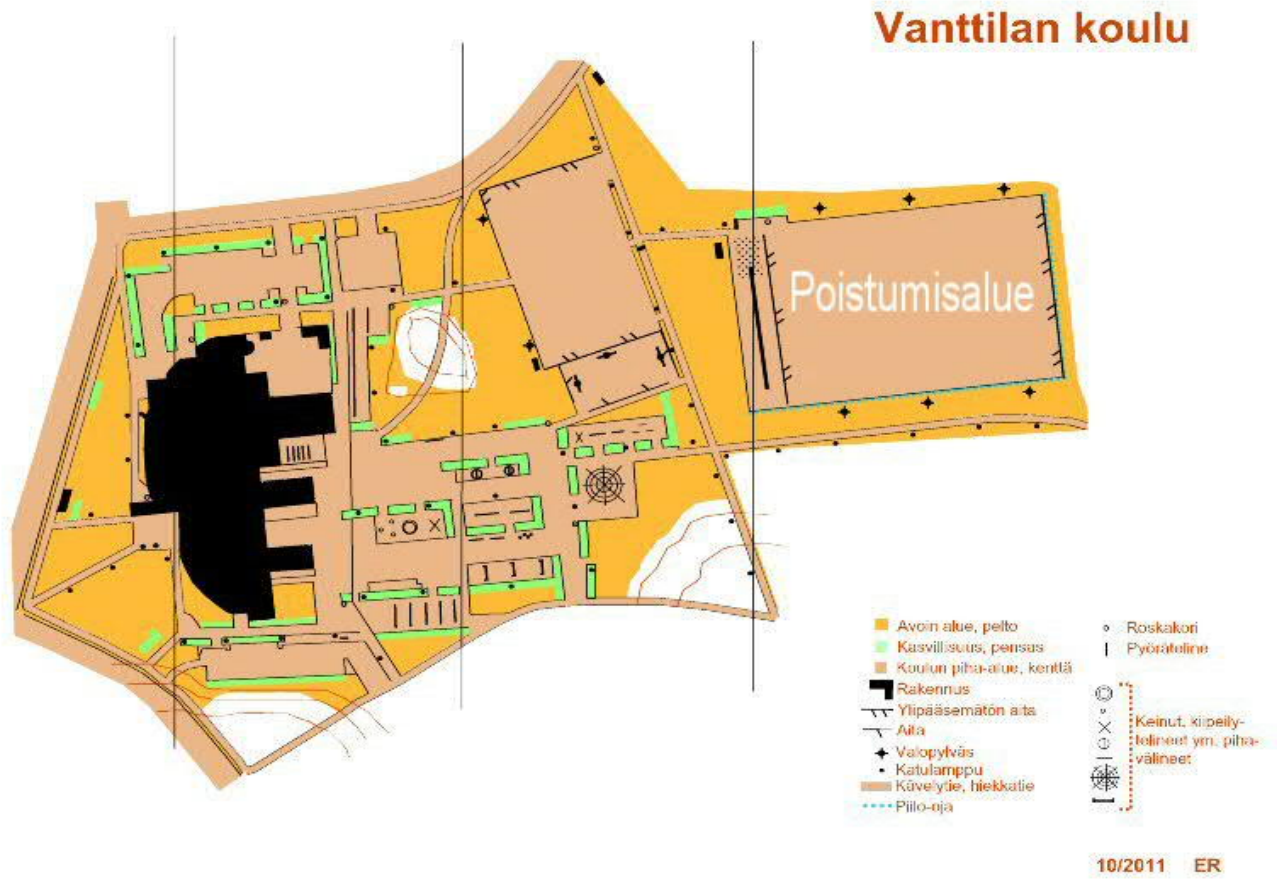 Vanttilan koulu
Poistumisalue
Avoin alue, pelto
Kasvillisuus, pensas
Koulun piha-alue, kenttä
Rakennus
Ylipääsemätön aita
Aita
Valopylväs
Katulamppu
Kävelytie, hiekkatie
Piilo-oja
Roskakori
Pyöräteline
Keinut, kiipeily-
telineet ym. piha-
välineet
10/2011 ER